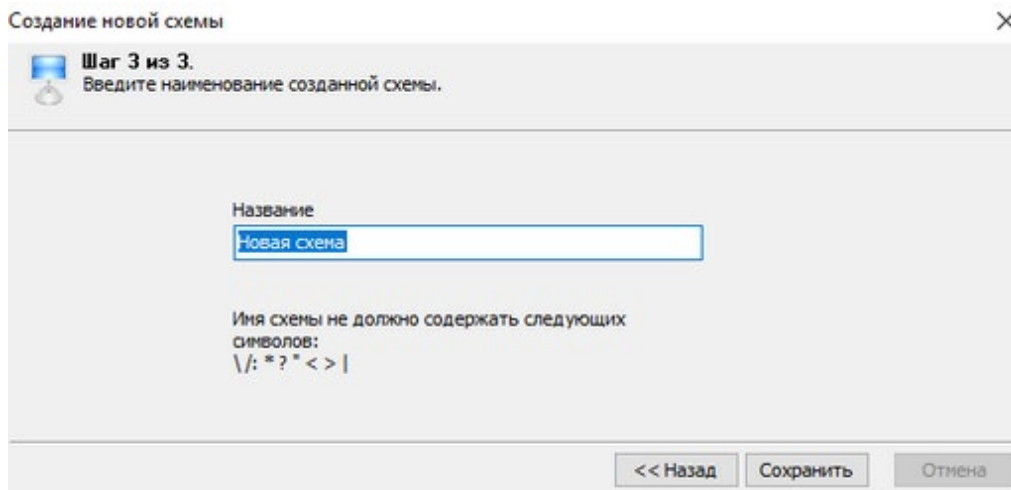 Создание новой схемы
Шаг 3 из 3.
Введите наименование созданной схемы.
Название
Новая схема
Имя схемы не должно содержать следующих
символов:
\ /: * ? " < > |
<< Назад Сохранить Отмена